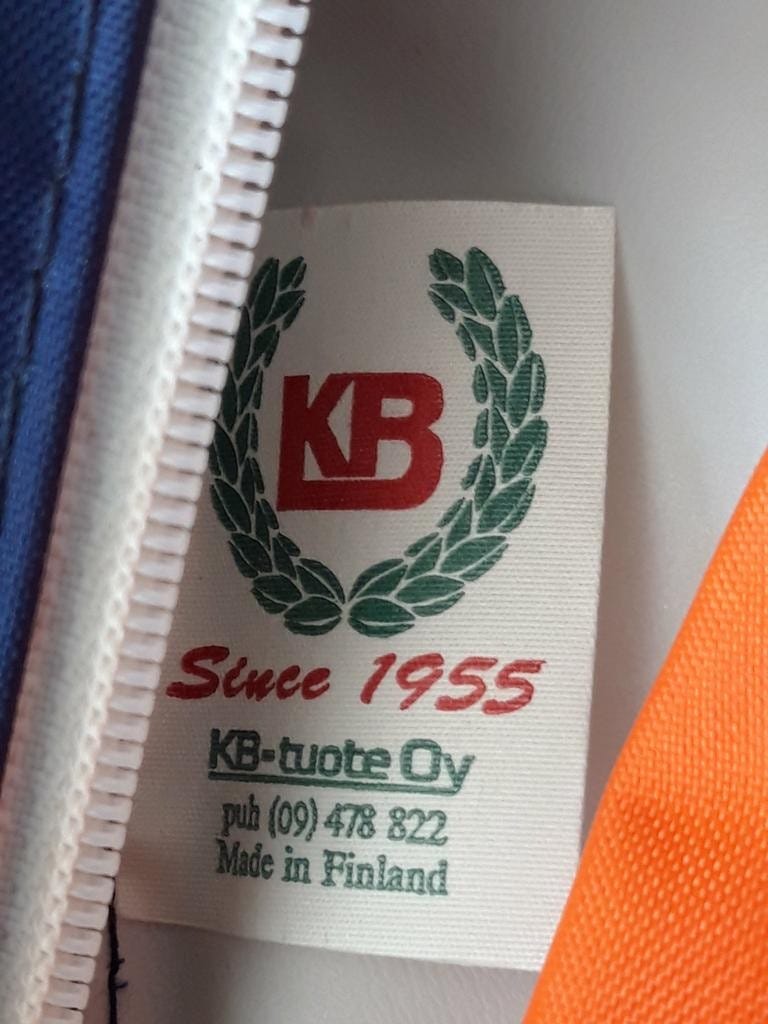 KB
Since 1955
KB-tuote Oy
puh (09) 478 822
Made in Finland